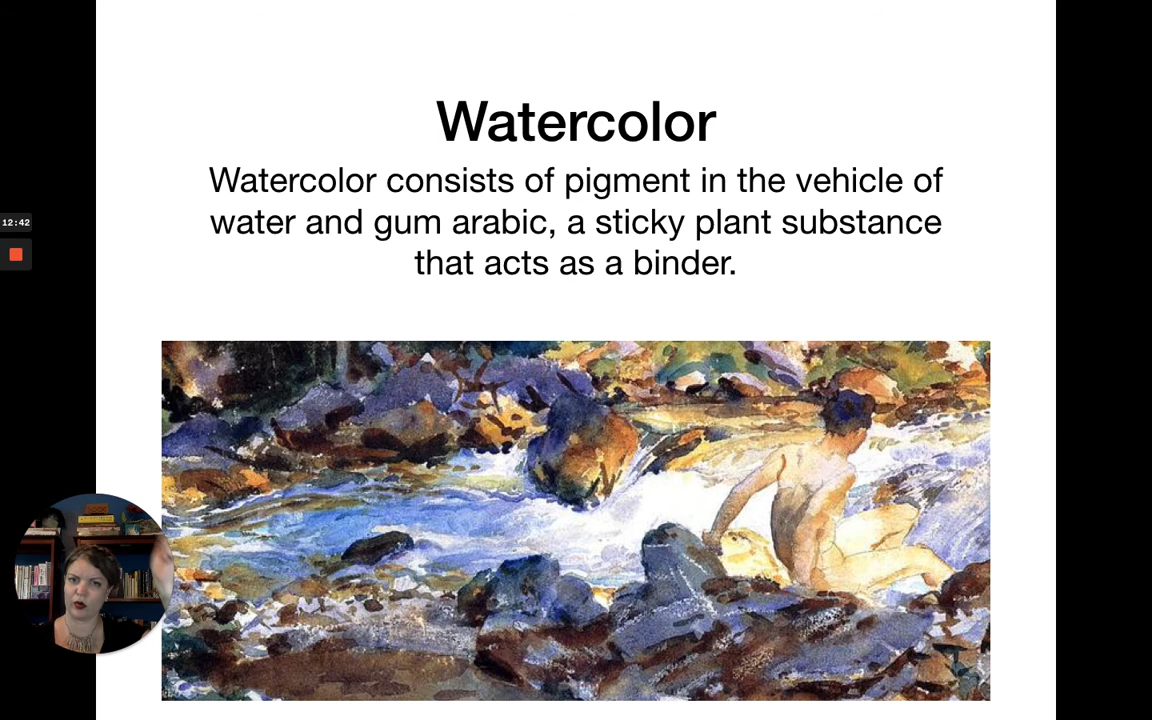 Watercolor
Watercolor consists of pigment in the vehicle of
water and gum arabic, a sticky plant substance
that acts as a binder.
12:42